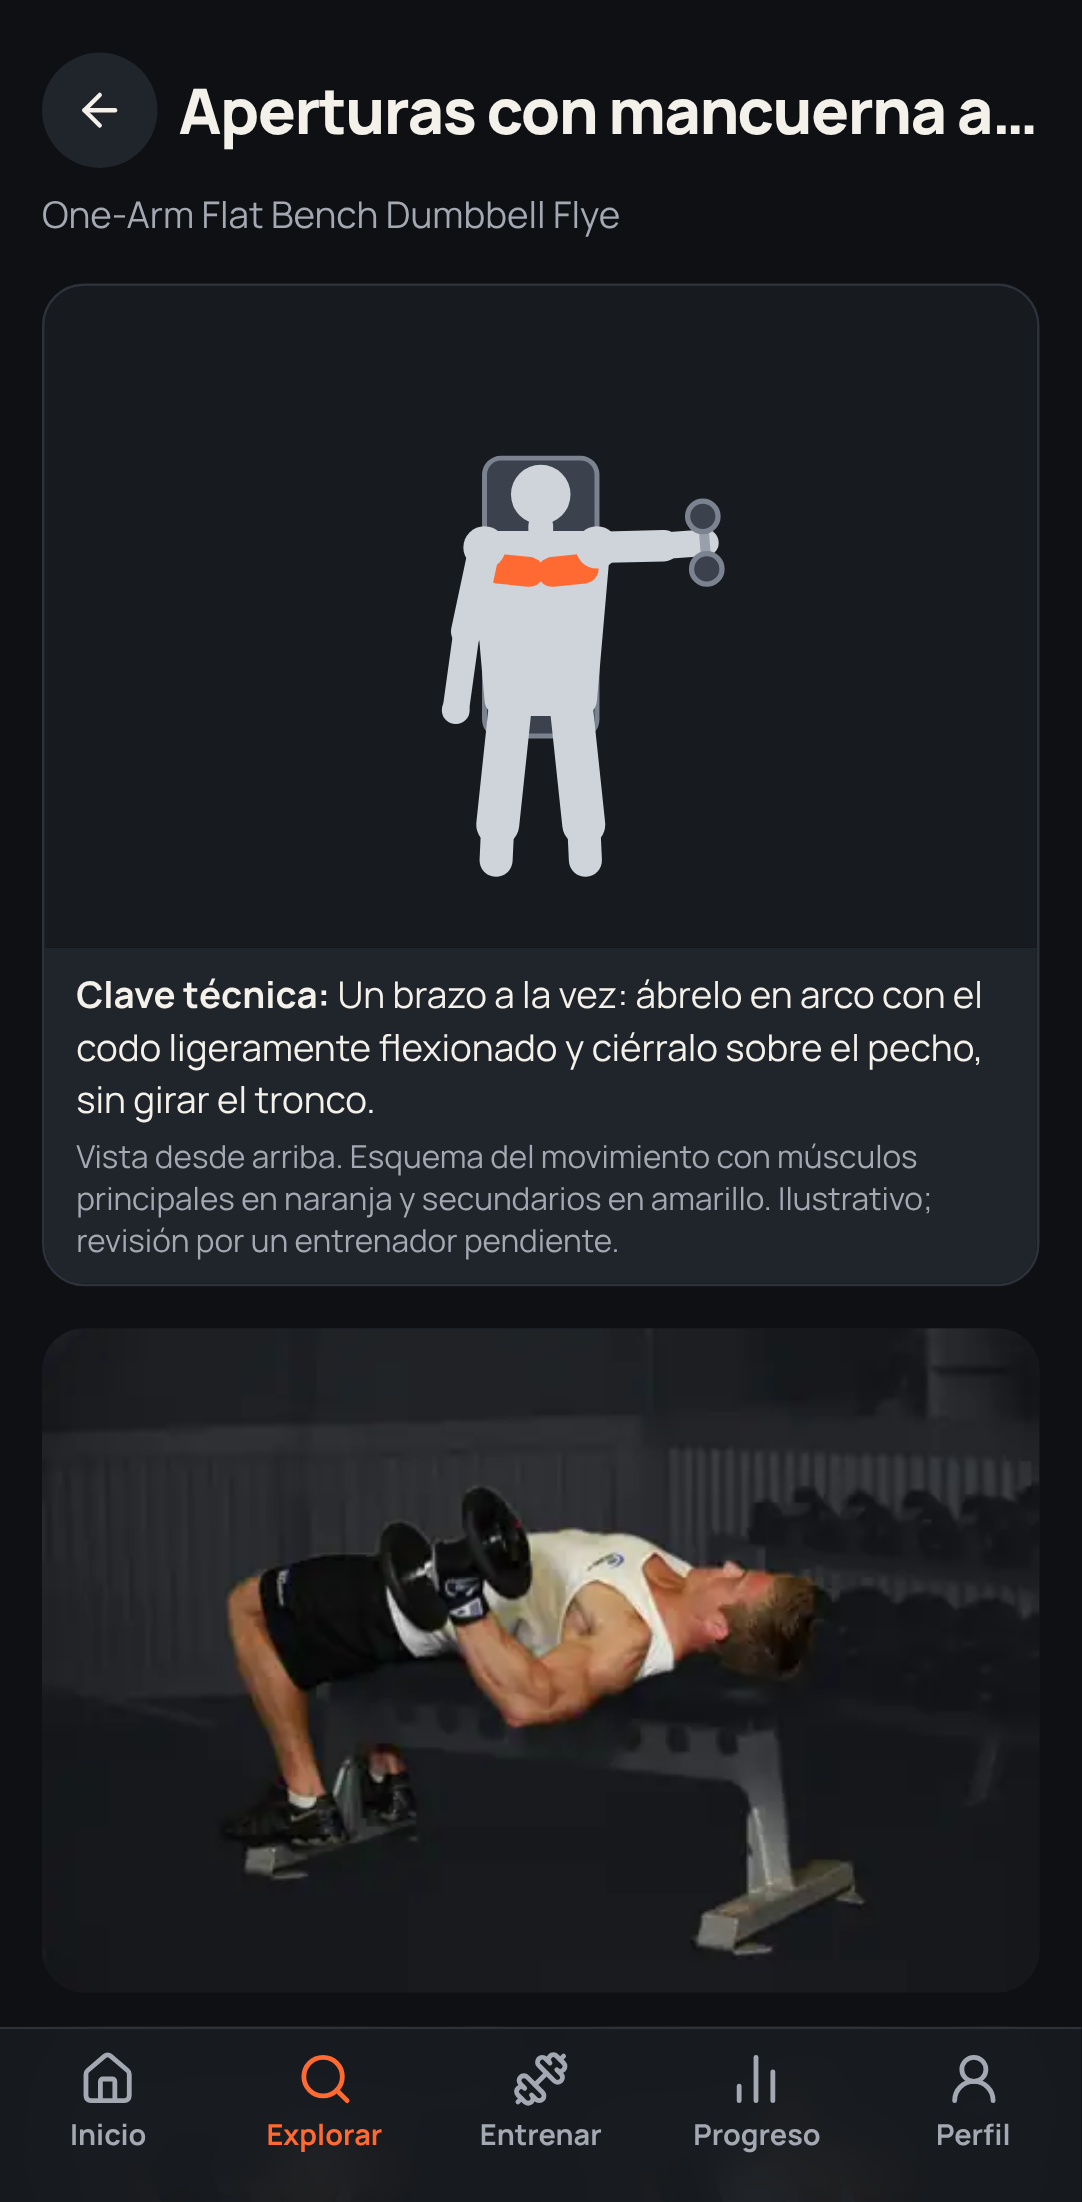 Aperturas con mancuerna a...
One-Arm Flat Bench Dumbbell Flye
Clave técnica: Un brazo a la vez: ábrelo en arco con el
codo ligeramente flexionado y ciérralo sobre el pecho,
sin girar el tronco.
Vista desde arriba. Esquema del movimiento con músculos
principales en naranja y secundarios en amarillo. Ilustrativo;
revisión por un entrenador pendiente.
Inicio
Explorar
Entrenar
Progreso
Perfil